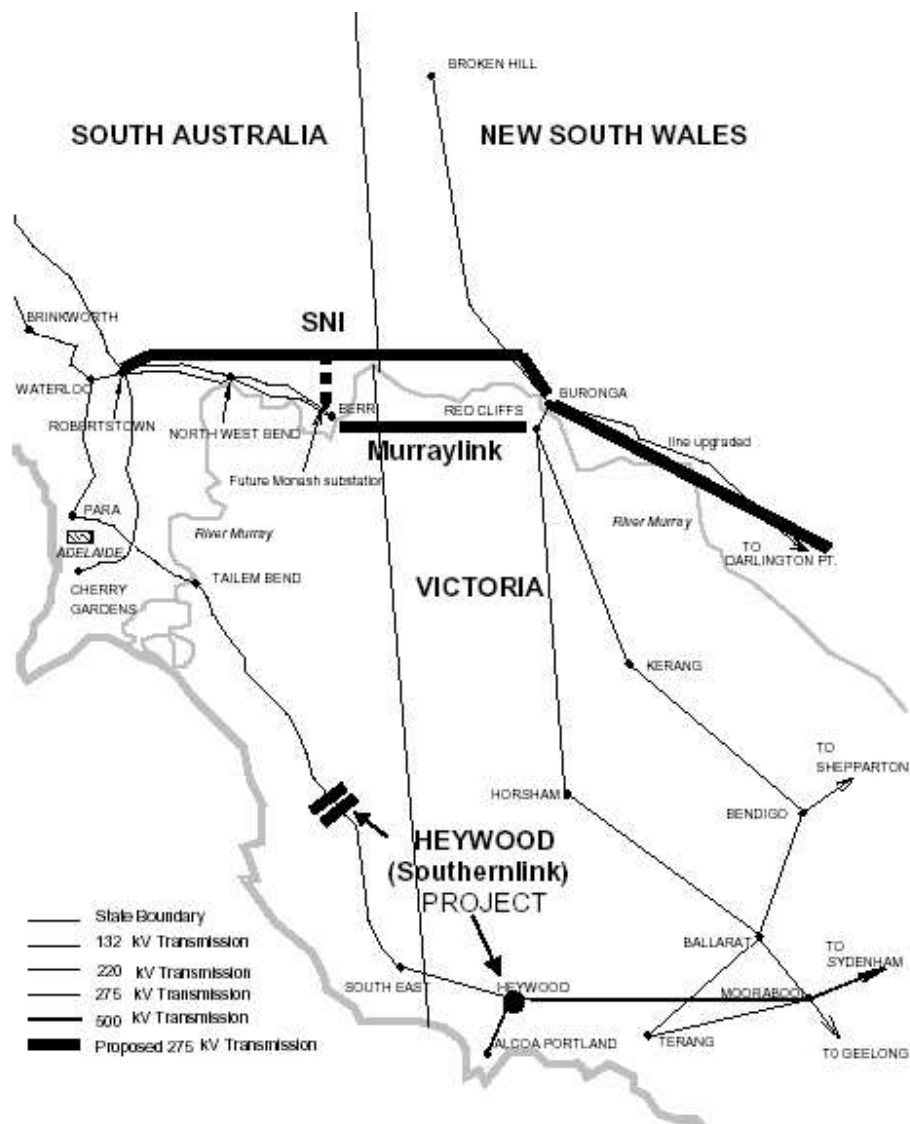 BROKEN HILL
SOUTH AUSTRALIA
NEW SOUTH WALES
SNI
BRINKWORTH
WATERLOO
ROBERTSTOWN
NORTH WEST BEND
BERRI
RED CLIFFS
BURONGA
line upgraded
Murraylink
Future Monash substation
PARA
River Murray
River Murray
ADELAIDE
TO
DARLINGTON PT.
CHERRY
GARDENS
TAILEM BEND
VICTORIA
KERANG
TO
SHEPPARTON
HORSHAM
BENDIGO
HEYWOOD
(Southernlink)
PROJECT
State Boundary
132 kV Transmission
220 kV Transmission
275 kV Transmission
500 kV Transmission
Proposed 275 kV Transmission
BALLARAT
TO
SYDENHAM
SOUTH EAST
HEYWOOD
MOORABOOL
ALCOA PORTLAND
TERANG
T0 GEELONG